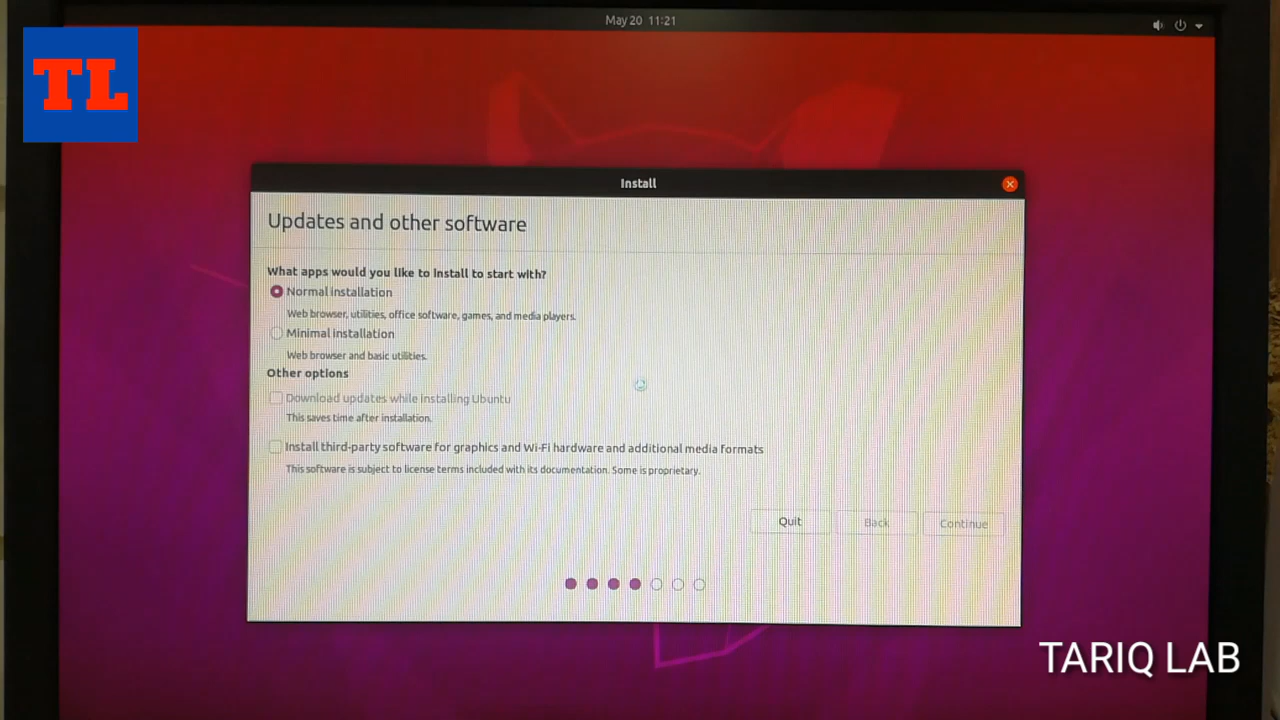 May 20 11:21
TL
Install
Updates and other software
What apps would you like to install to start with?
Normal installation
Web browser, utilities, office software, games, and media players.
Minimal installation
Web browser and basic utilities.
Other options
Download updates while installing Ubuntu
This saves time after installation.
Install third-party software for graphics and Wi-Fi hardware and additional media formats
This software is subject to license terms included with its documentation. Some is proprietary.
Quit
Back
Continue
TARIQ LAB